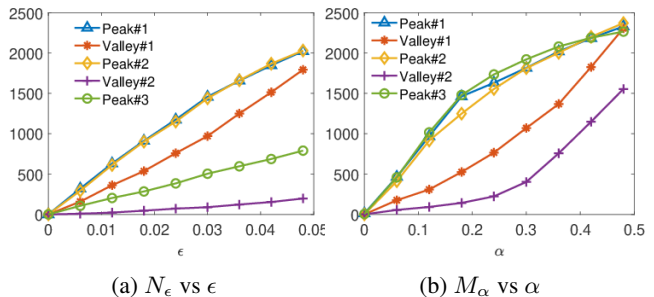 2500
2000
1500
1000
500
0
Peak#1
Valley#1
Peak#2
Valley#2
Peak#3
0 0.01 0.02 0.03 0.04 0.05
ϵ
(a) Nϵ vs ϵ
2500
2000
1500
1000
500
0
Peak#1
Valley#1
Peak#2
Valley#2
Peak#3
0 0.1 0.2 0.3 0.4 0.5
α
(b) Mα vs α